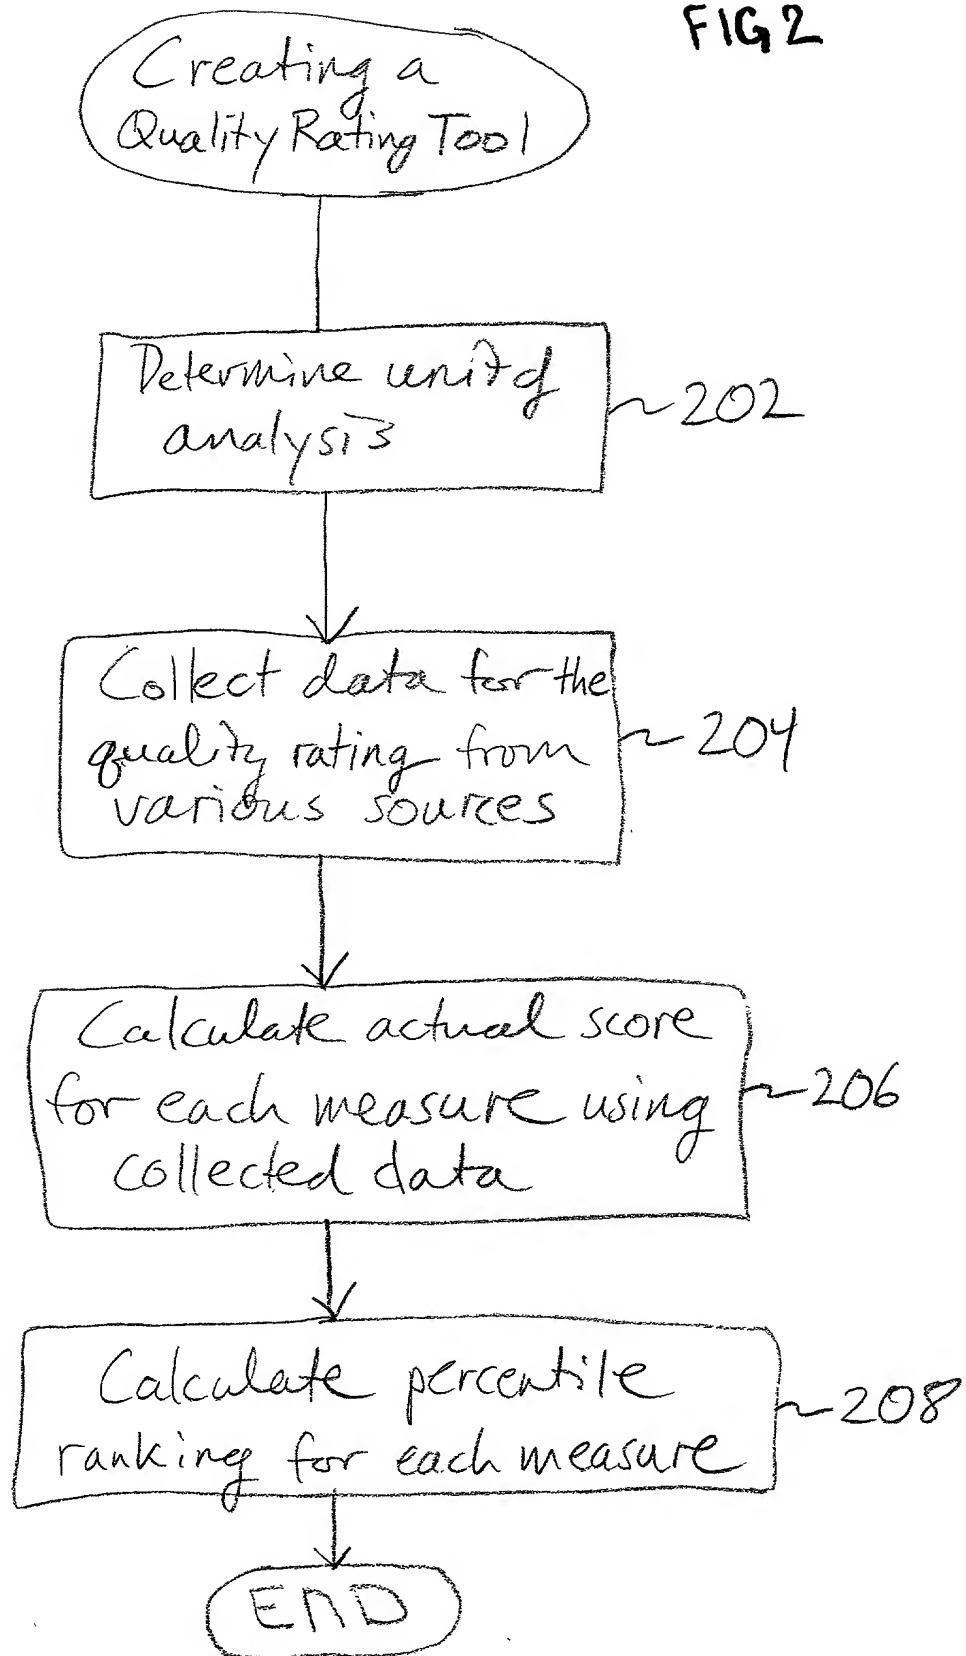 FIG 2
Creating a
Quality Rating Tool
Determine unit of
analysis
202
Collect data for the
quality rating from
various sources
204
Calculate actual score
for each measure using
collected data
206
Calculate percentile
ranking for each measure
208
END